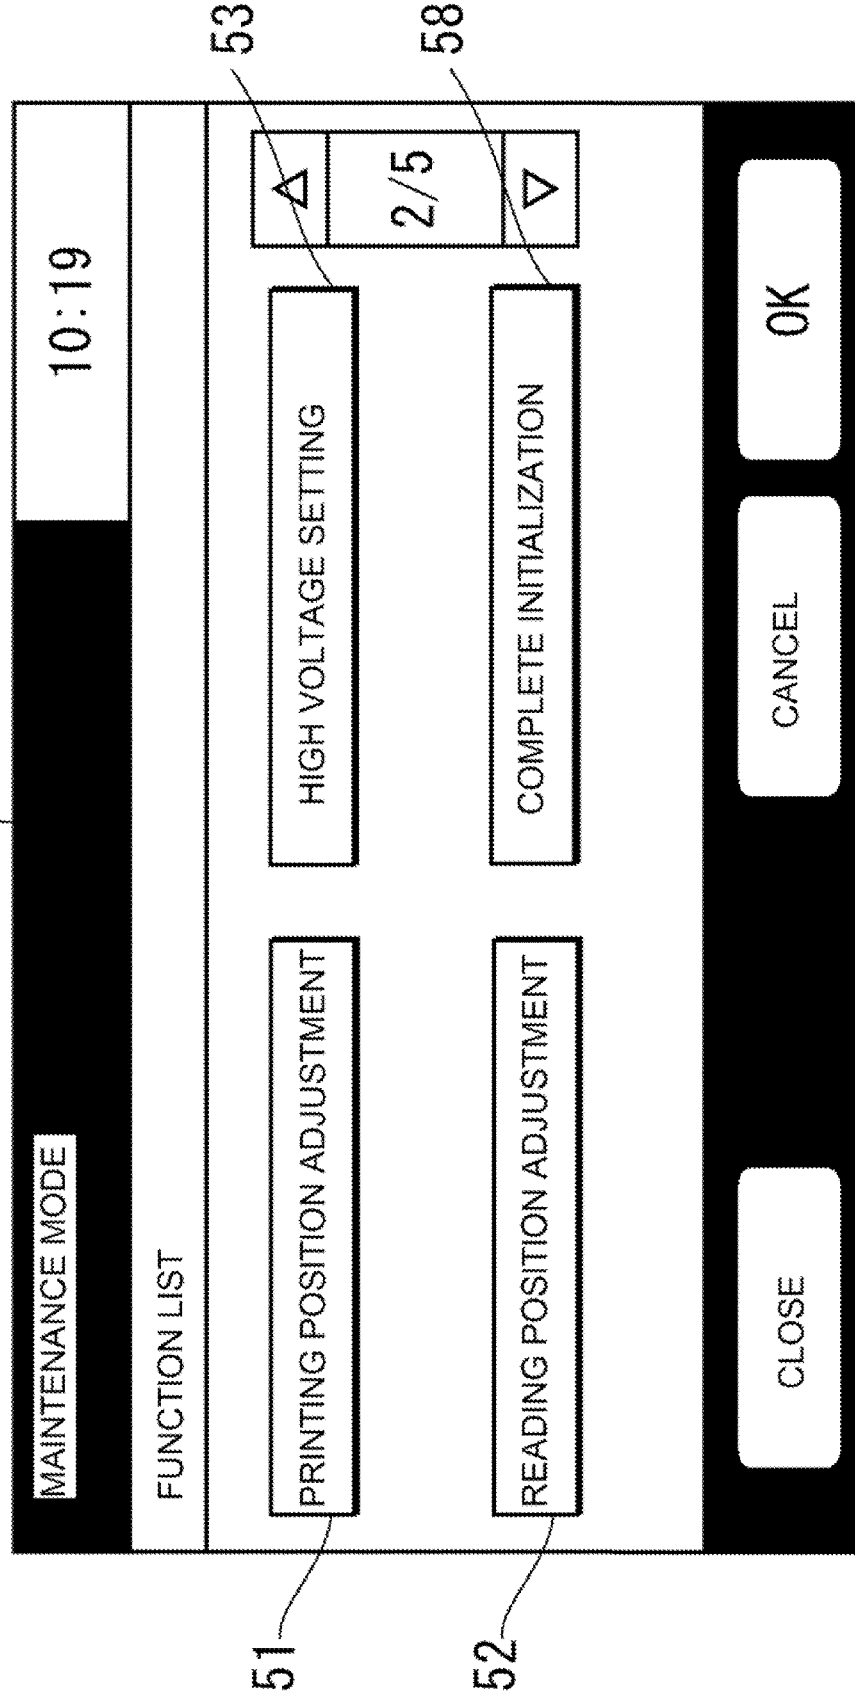 MAINTENANCE MODE
10:19
FUNCTION LIST
51
PRINTING POSITION ADJUSTMENT
HIGH VOLTAGE SETTING
53
2/5
52
READING POSITION ADJUSTMENT
COMPLETE INITIALIZATION
58
CLOSE
CANCEL
OK